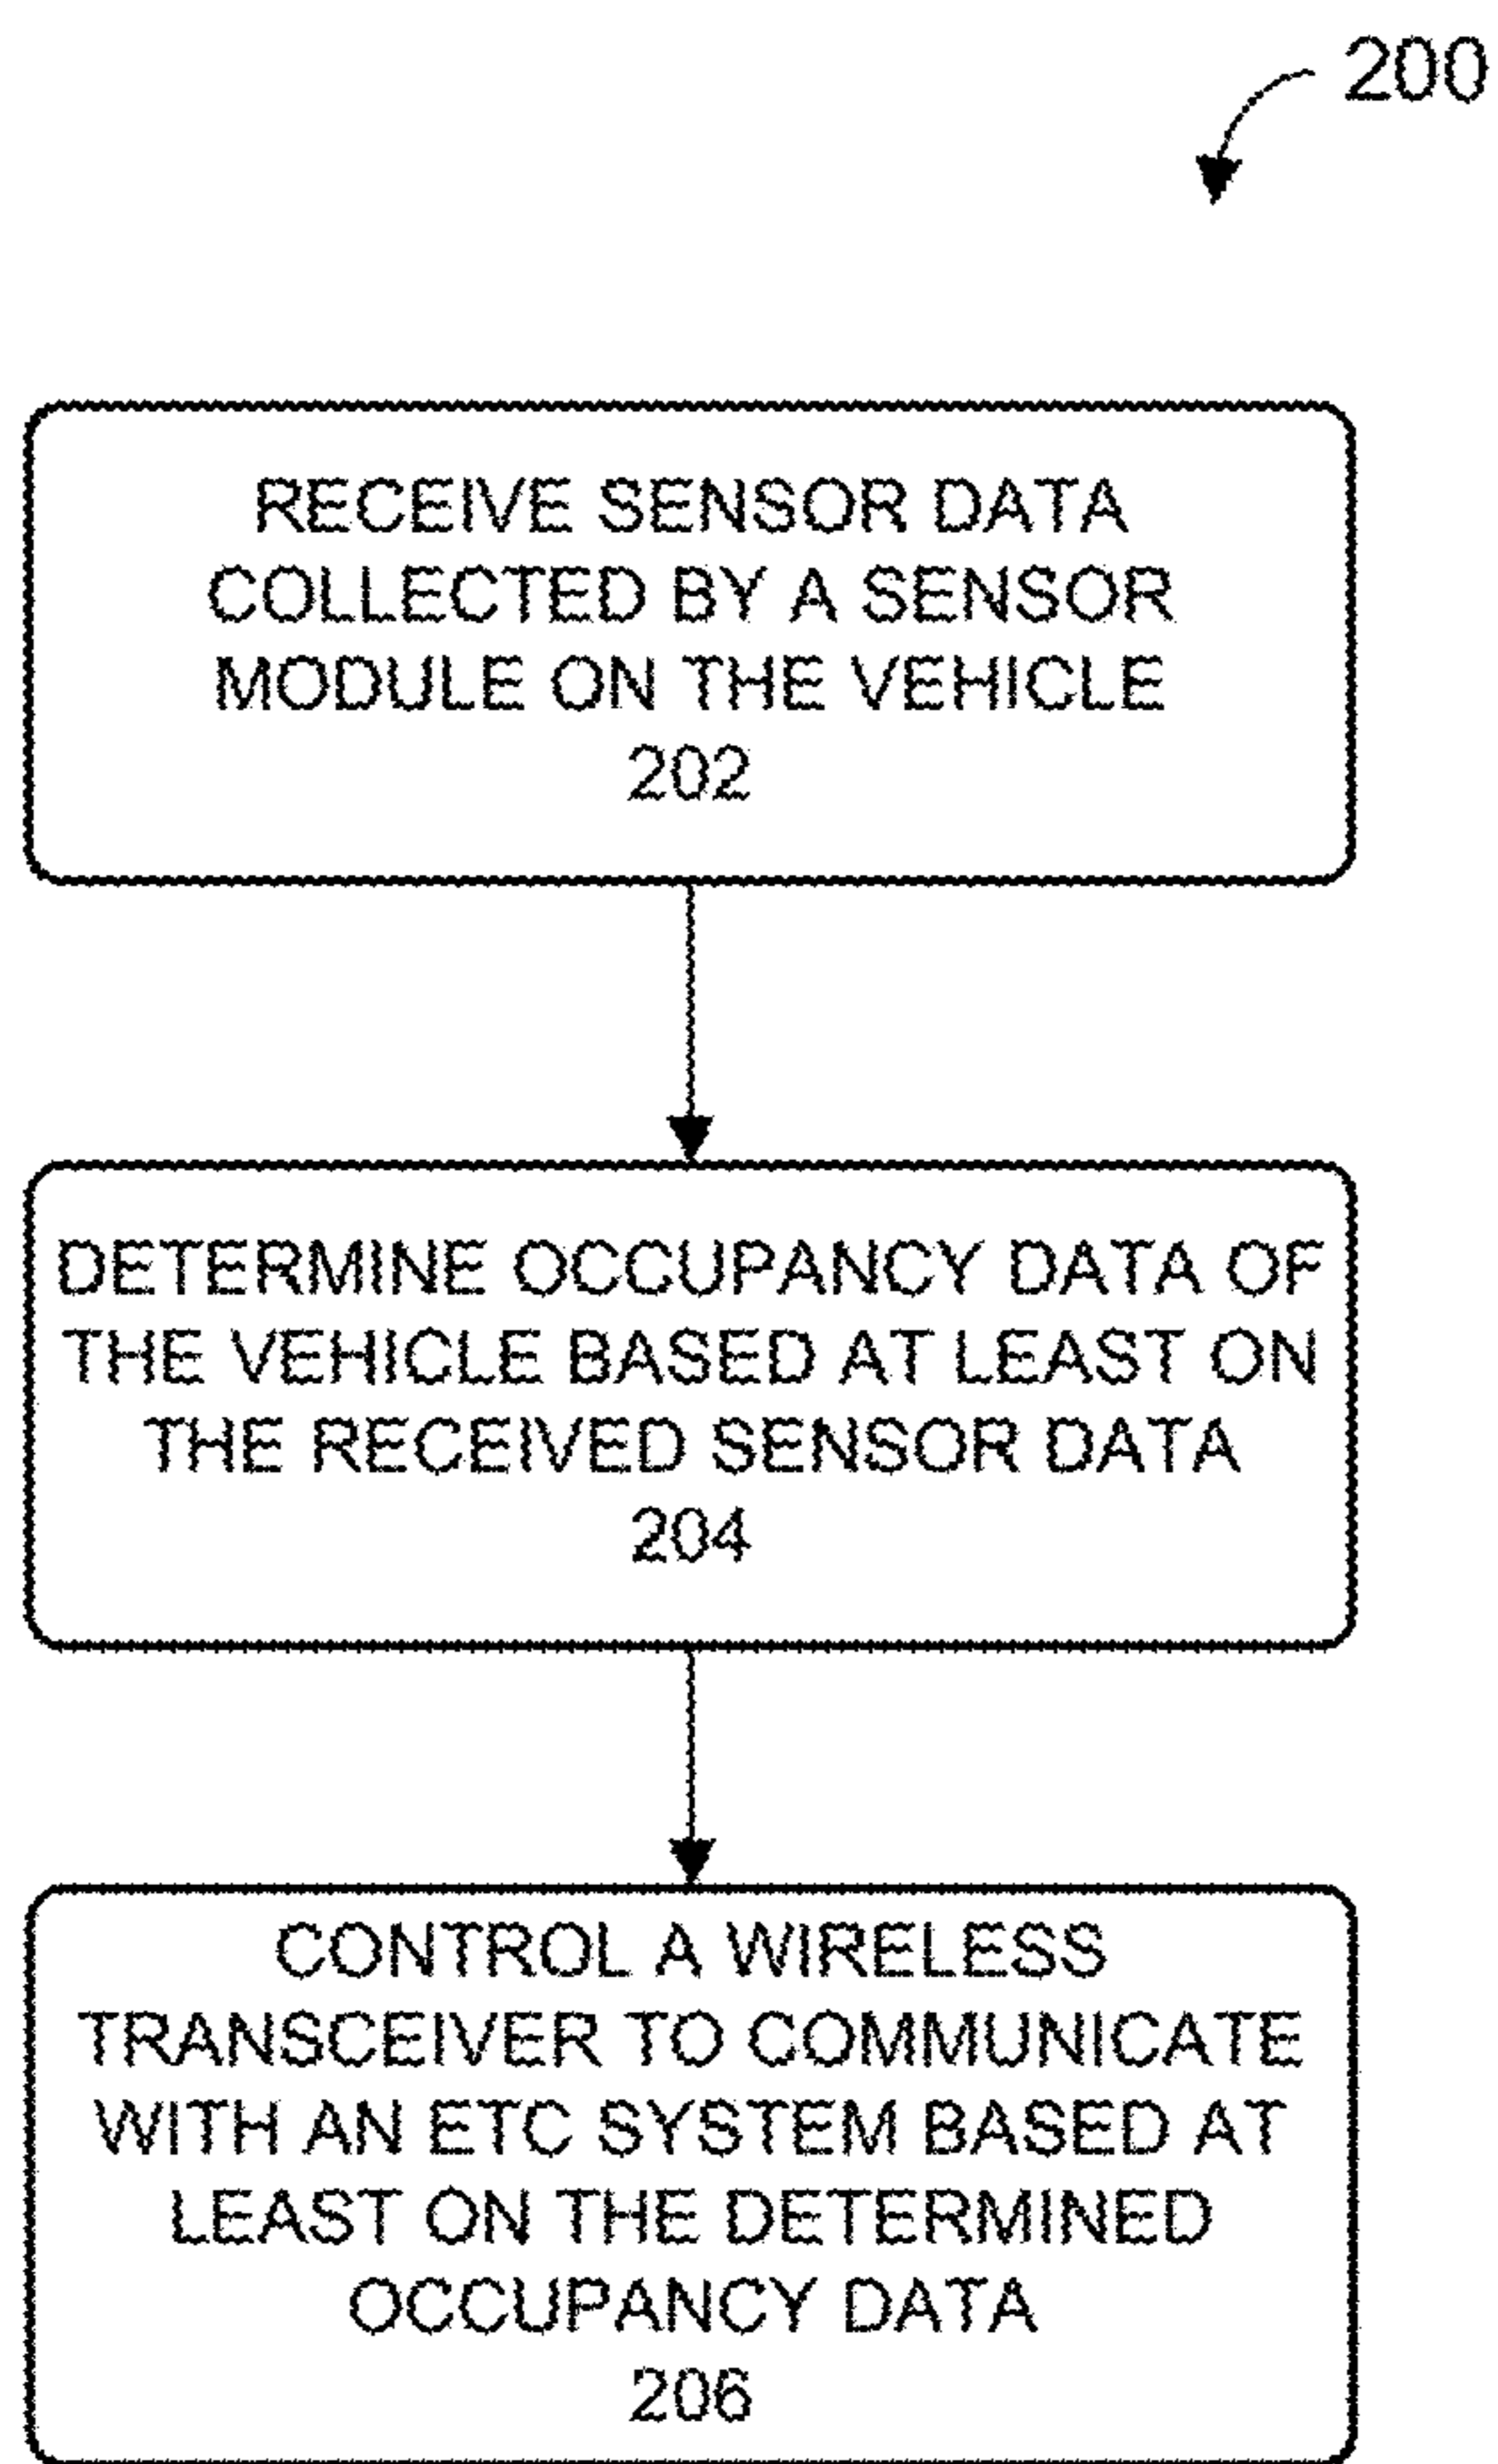 200
RECEIVE SENSOR DATA
COLLECTED BY A SENSOR
MODULE ON THE VEHICLE
202
DETERMINE OCCUPANCY DATA OF
THE VEHICLE BASED AT LEAST ON
THE RECEIVED SENSOR DATA
204
CONTROL A WIRELESS
TRANSCEIVER TO COMMUNICATE
WITH AN ETC SYSTEM BASED AT
LEAST ON THE DETERMINED
OCCUPANCY DATA
206